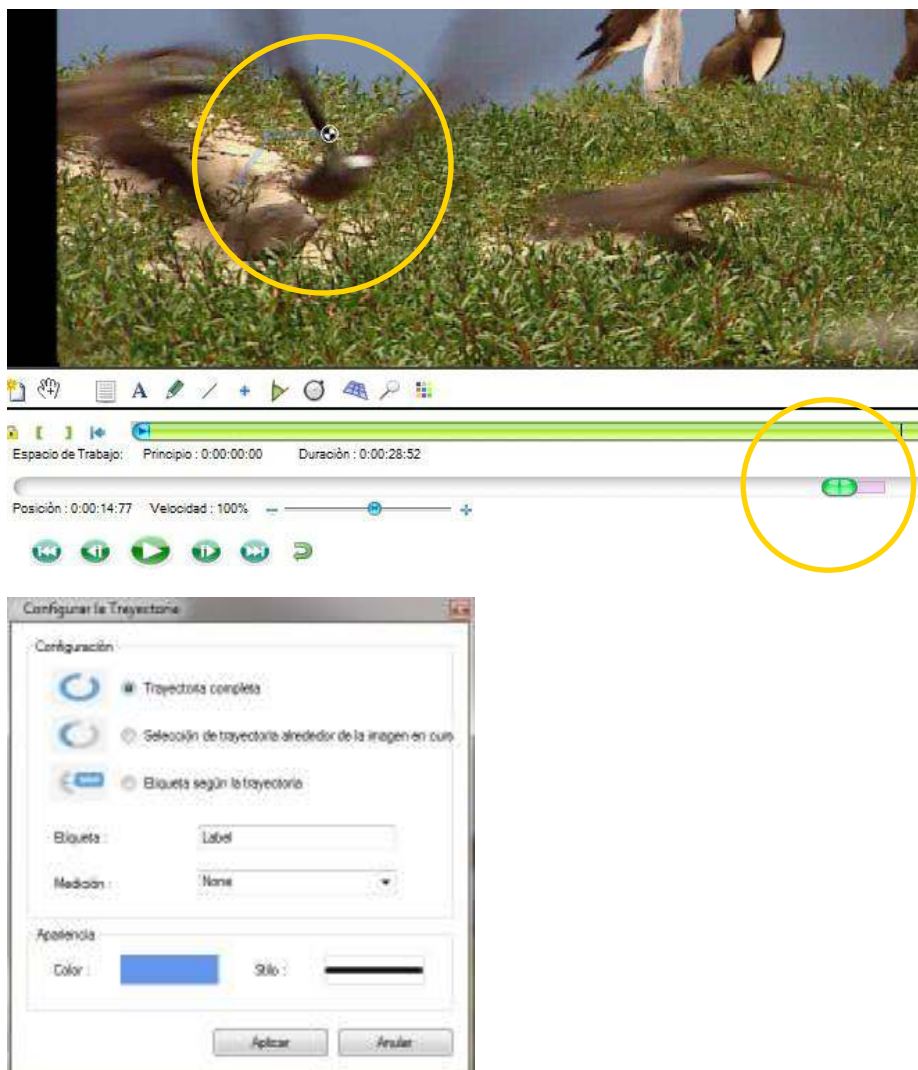 A
Espacio de Trabajo: Principio : 0:00:00:00 Duración : 0:00:28:52
Posición : 0:00:14:77 Velocidad : 100%
Configurar la Trayectoria
Configuración
Trayectoria completa
Selección de trayectoria alrededor de la imagen en curo
Etiqueta según la trayectoria
Etiqueta : Label
Medición : None
Apariencia
Color : Stilo :
Aplicar Anular